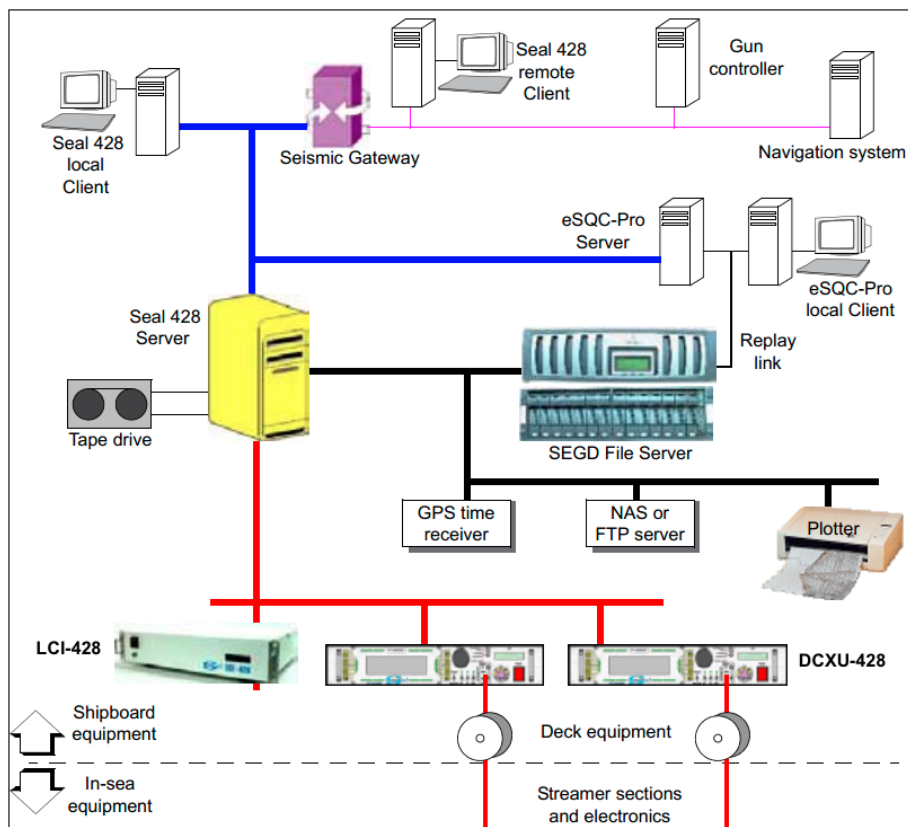 Seal 428
remote
Client
Gun
controller
Seal 428
local
Client
Seismic Gateway
Navigation system
eSQC-Pro
Server
eSQC-Pro
local Client
Seal 428
Server
Replay
link
Tape drive
SEGD File Server
GPS time
receiver
NAS or
FTP server
Plotter
LCI-428
DCXU-428
Shipboard
equipment
Deck equipment
In-sea
equipment
Streamer sections
and electronics